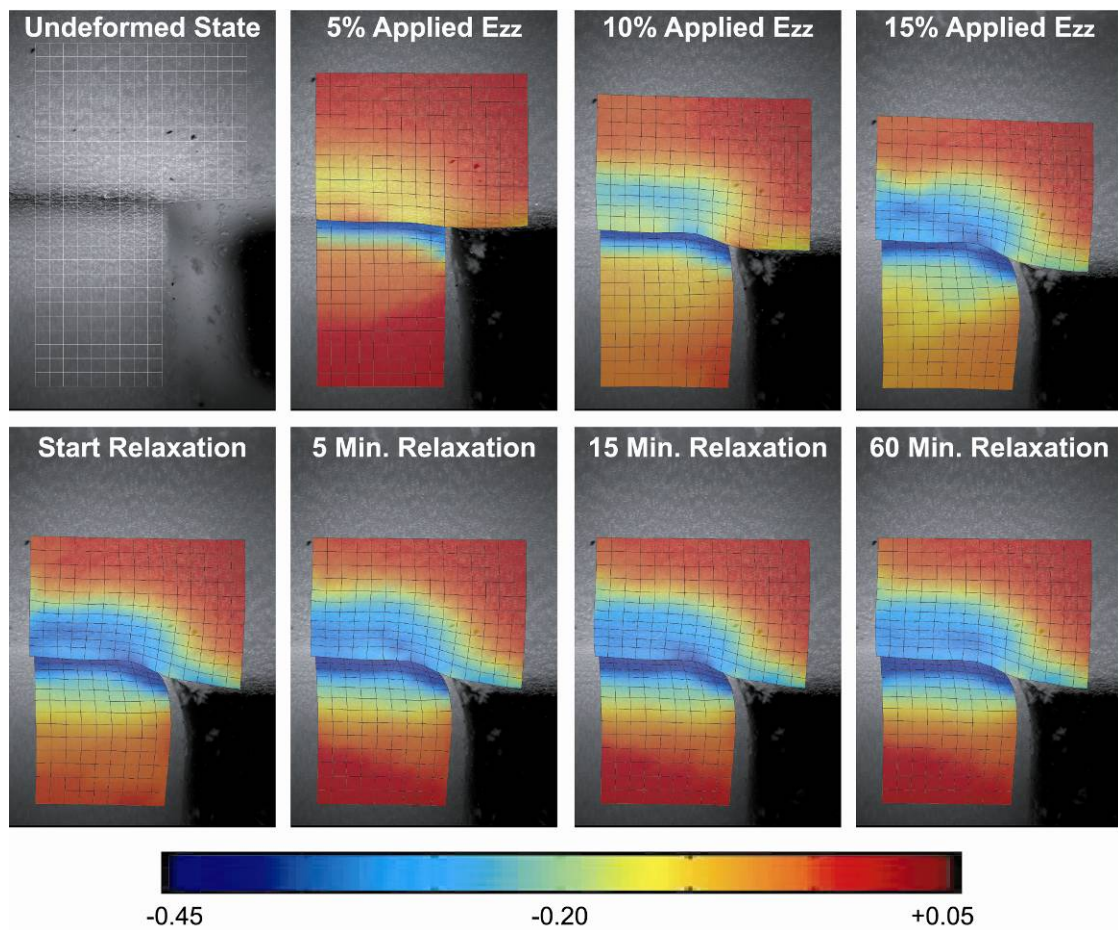 Undeformed State
5% Applied Ezz
10% Applied Ezz
15% Applied Ezz
Start Relaxation
5 Min. Relaxation
15 Min. Relaxation
60 Min. Relaxation
-0.45
-0.20
+0.05